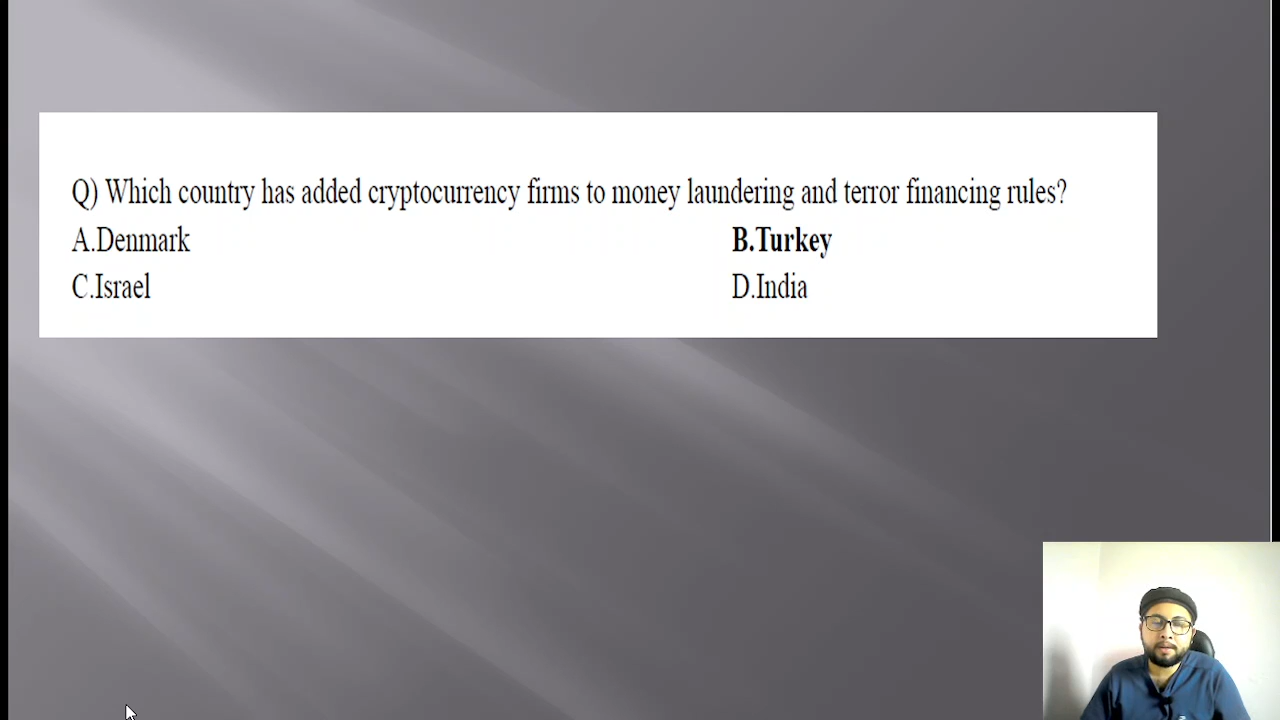 Q) Which country has added cryptocurrency firms to money laundering and terror financing rules?
A.Denmark B.Turkey
C.Israel D.India